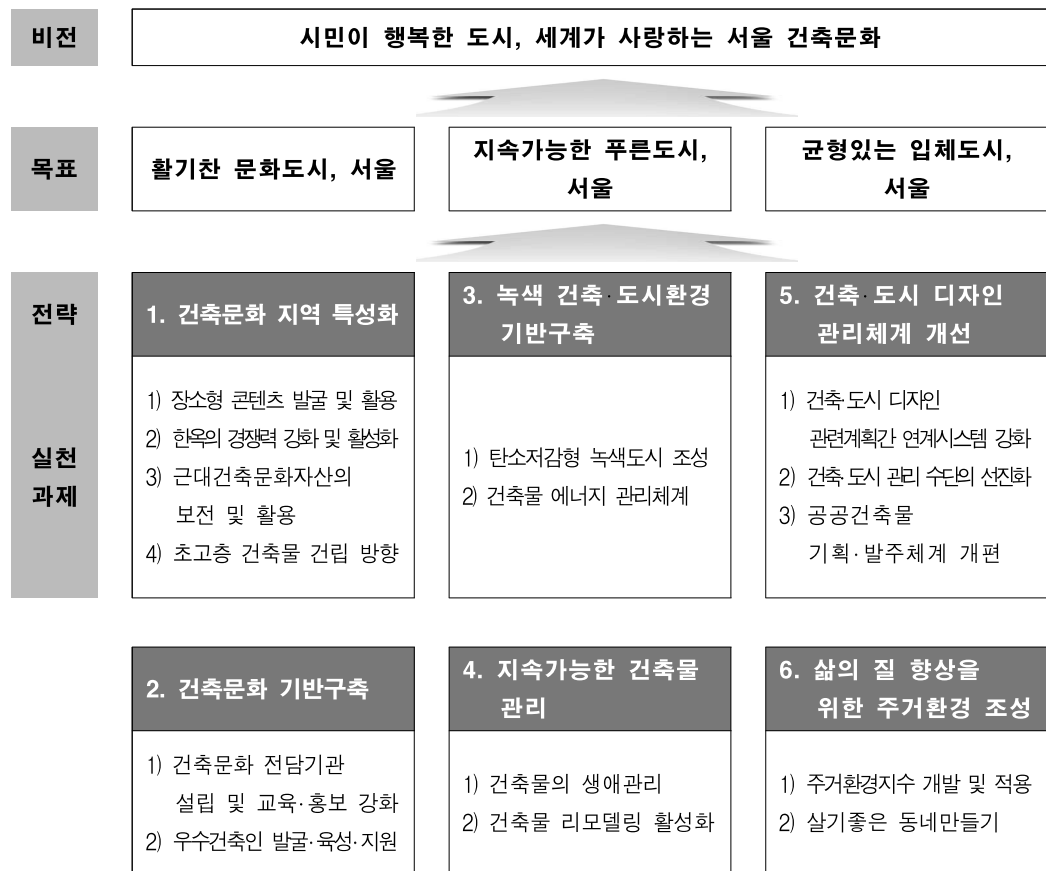 비전
시민이 행복한 도시, 세계가 사랑하는 서울 건축문화
목표
활기찬 문화도시, 서울
지속가능한 푸른도시,
서울
균형있는 입체도시,
서울
전략
1. 건축문화 지역 특성화
3. 녹색 건축·도시환경
기반구축
5. 건축·도시 디자인
관리체계 개선
실천
과제
1) 장소형 콘텐츠 발굴 및 활용
2) 한옥의 경쟁력 강화 및 활성화
3) 근대건축문화자산의
보전 및 활용
4) 초고층 건축물 건립 방향
1) 탄소저감형 녹색도시 조성
2) 건축물 에너지 관리체계
1) 건축·도시 디자인
관련계획간 연계시스템 강화
2) 건축·도시 관리 수단의 선진화
3) 공공건축물
기획·발주체계 개편
2. 건축문화 기반구축
4. 지속가능한 건축물
관리
6. 삶의 질 향상을
위한 주거환경 조성
1) 건축문화 전담기관
설립 및 교육·홍보 강화
2) 우수건축인 발굴·육성·지원
1) 건축물의 생애관리
2) 건축물 리모델링 활성화
1) 주거환경지수 개발 및 적용
2) 살기좋은 동네만들기